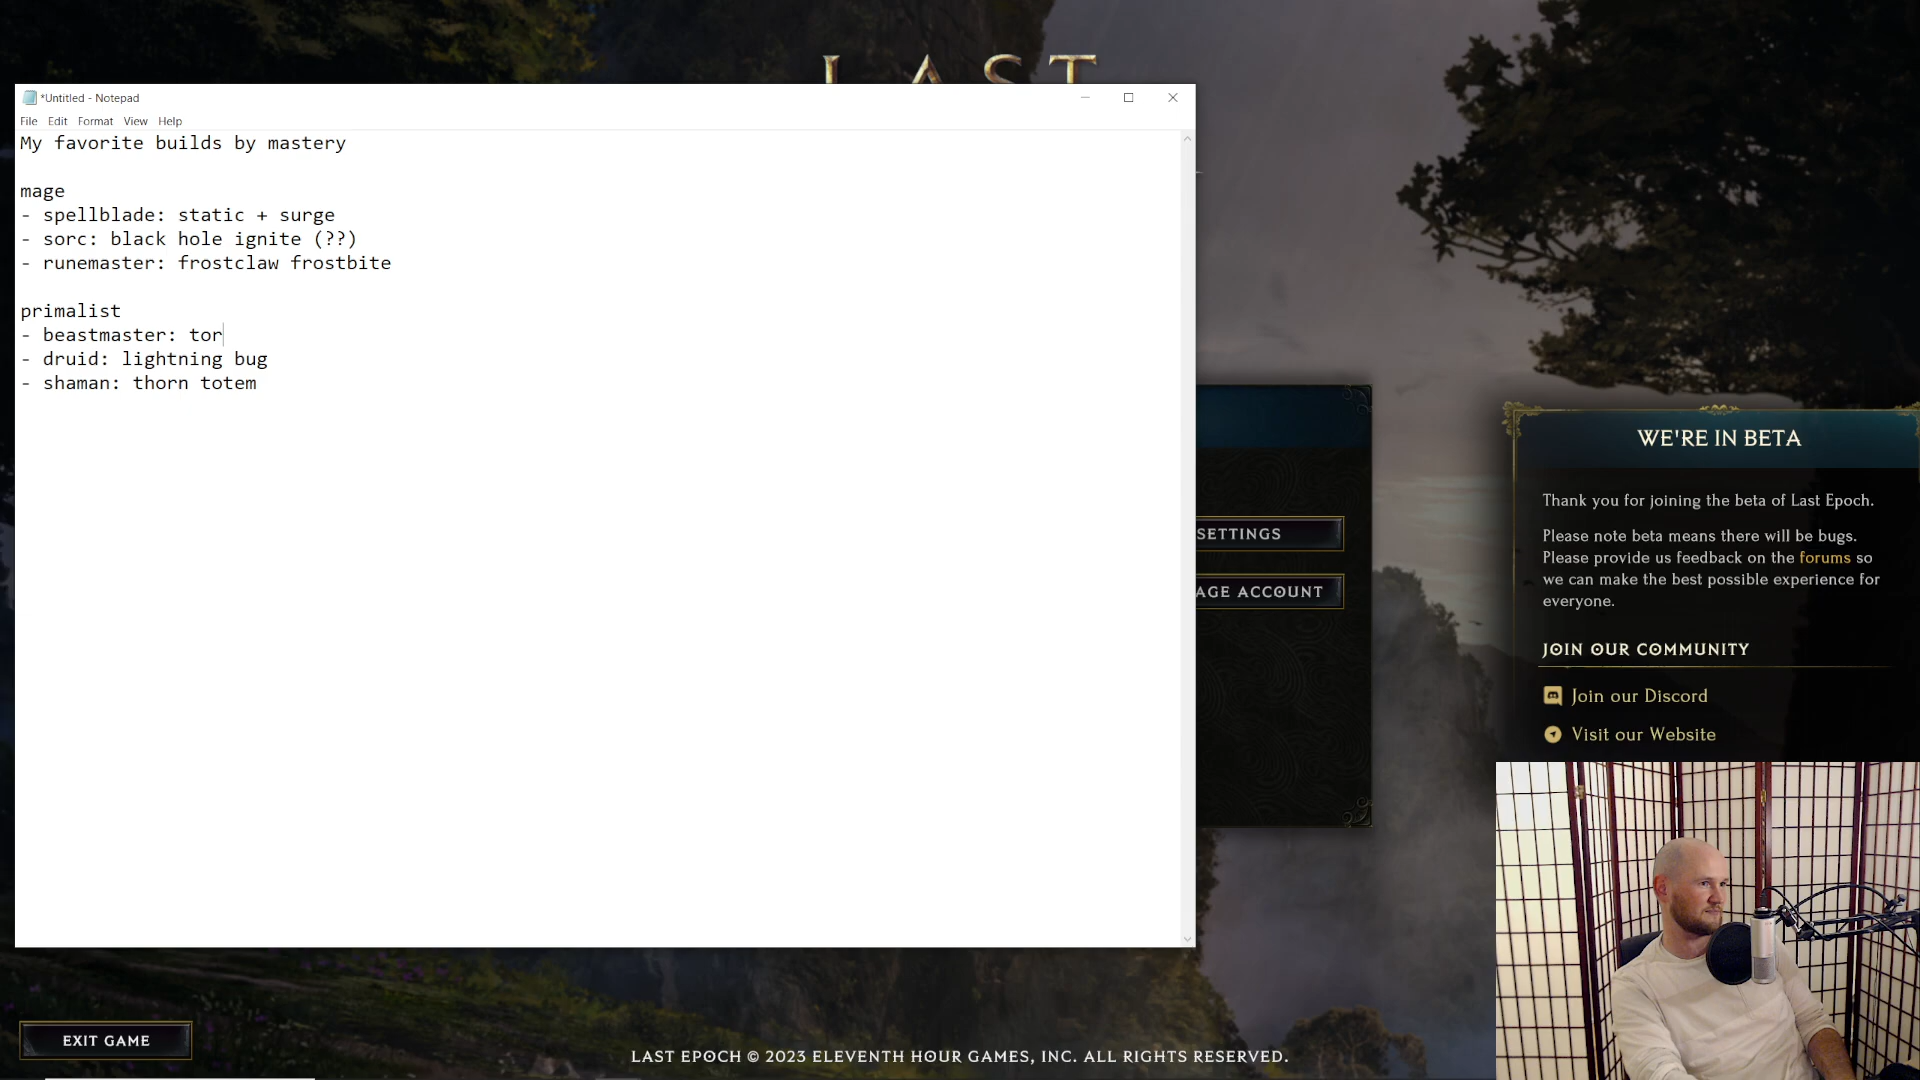 LAST
*Untitled - Notepad
File Edit Format View Help
My favorite builds by mastery
mage
- spellblade: static + surge
- sorc: black hole ignite (??)
- runemaster: frostclaw frostbite
primalist
- beastmaster: tor
- druid: lightning bug
- shaman: thorn totem
SETTINGS
AGE ACCOUNT
WE'RE IN BETA
Thank you for joining the beta of Last Epoch.
Please note beta means there will be bugs.
Please provide us feedback on the forums so
we can make the best possible experience for
everyone.
JOIN OUR COMMUNITY
Join our Discord
Visit our Website
EXIT GAME
LAST EPOCH © 2023 ELEVENTH HOUR GAMES, INC. ALL RIGHTS RESERVED.